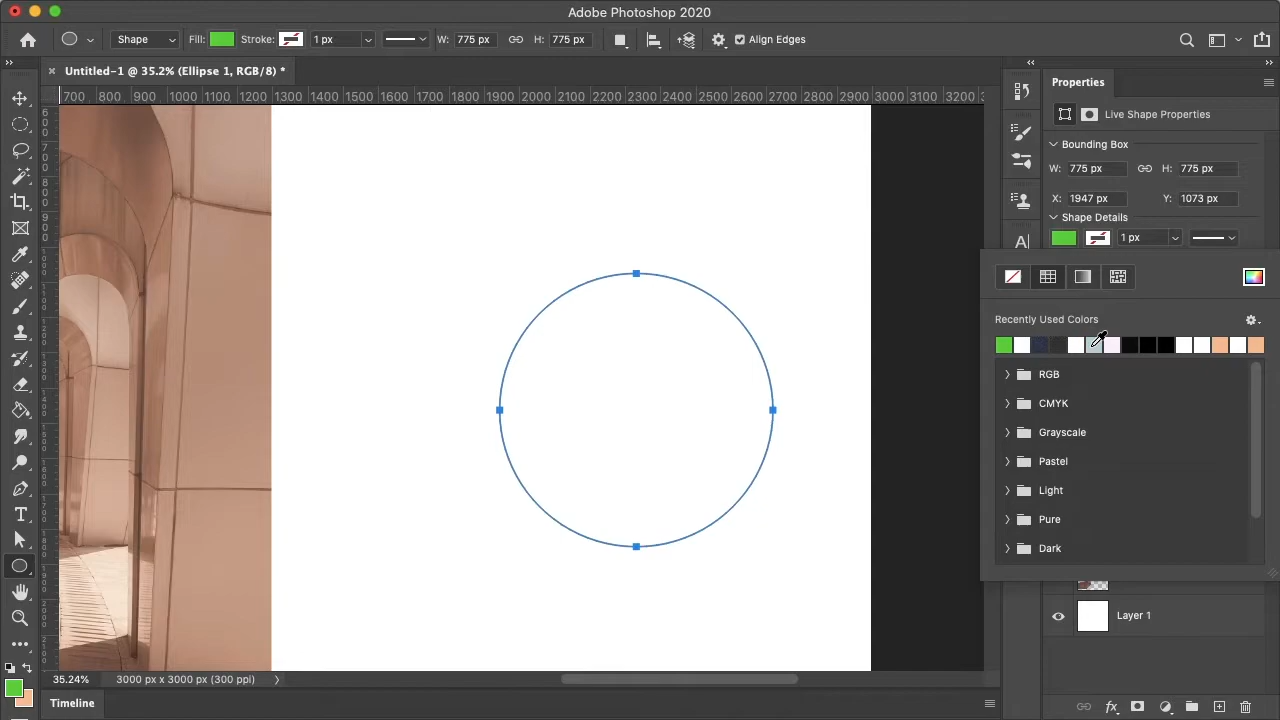 Adobe Photoshop 2020
Shape Fill: Stroke: 1 px W: 775 px H: 775 px Align Edges
× Untitled-1 @ 35.2% (Ellipse 1, RGB/8) *
700 800 900 1000 1100 1200 1300 1400 1500 1600 1700 1800 1900 2000 2100 2200 2300 2400 2500 2600 2700 2800 2900 3000 3100 3200
Properties
Live Shape Properties
Bounding Box
W: 775 px H: 775 px
X: 1947 px Y: 1073 px
Shape Details
1 px
Recently Used Colors
RGB
CMYK
Grayscale
Pastel
Light
Pure
Dark
Layer 1
35.24% 3000 px x 3000 px (300 ppi)
Timeline
fx